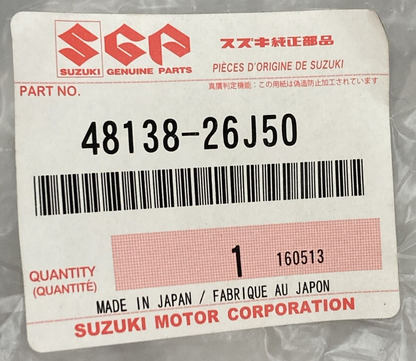 SGP
SUZUKI GENUINE PARTS
スズキ純正部品
PIÈCES D'ORIGINE DE SUZUKI
PART NO.
異廣判定機能:この用紙は偽造防止加工されています
48138-26J50
QUANTITY
(QUANTITÉ)
1 160513
MADE IN JAPAN / FABRIQUE AU JAPON
SUZUKI MOTOR CORPORATION